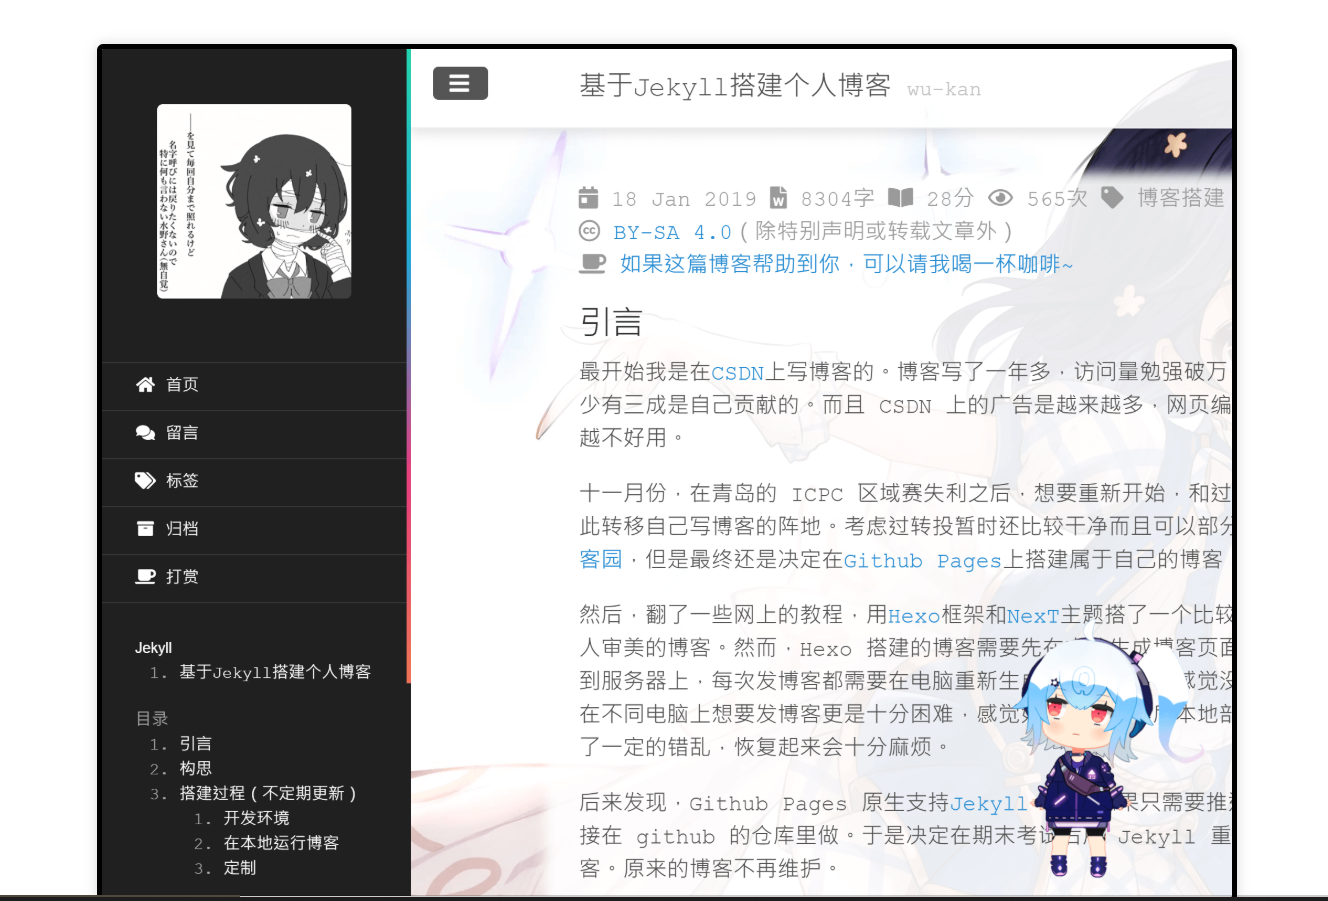 ――を見て毎回自分まで照れるけど
名字呼びには戻りたくないので
特に何も言わない水野さん(無自覚)
首页
留言
标签
归档
打赏
Jekyll
1. 基于Jekyll搭建个人博客
目录
1. 引言
2. 构思
3. 搭建过程（不定期更新）
1. 开发环境
2. 在本地运行博客
3. 定制
基于Jekyll搭建个人博客 wu-kan
18 Jan 2019 8304字 28分 565次 博客搭建
BY-SA 4.0（除特别声明或转载文章外）
如果这篇博客帮助到你，可以请我喝一杯咖啡~
引言
最开始我是在CSDN上写博客的。博客写了一年多，访问量勉强破万
少有三成是自己贡献的。而且 CSDN 上的广告是越来越多，网页编
越不好用。
十一月份，在青岛的 ICPC 区域赛失利之后，想要重新开始，和过
此转移自己写博客的阵地。考虑过转投暂时还比较干净而且可以部分
客园，但是最终还是决定在Github Pages上搭建属于自己的博客
然后，翻了一些网上的教程，用Hexo框架和NexT主题搭了一个比较
人审美的博客。然而，Hexo 搭建的博客需要先在 生成博客页面
到服务器上，每次发博客都需要在电脑重新生 感觉没
在不同电脑上想要发博客更是十分困难，感觉 本地部
了一定的错乱，恢复起来会十分麻烦。
后来发现，Github Pages 原生支持Jekyll 果只需要推送
接在 github 的仓库里做。于是决定在期末考试后用 Jekyll 重
客。原来的博客不再维护。